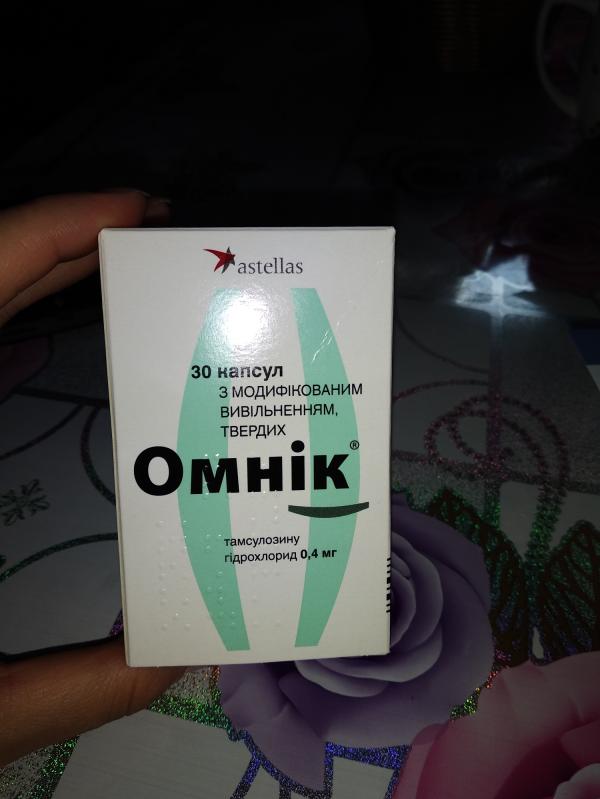 astellas
30 капсул
З МОДИФІКОВАНИМ
ВИВІЛЬНЕННЯМ,
ТВЕРДИХ
Омнік®
тамсулозину
гідрохлорид 0,4 мг